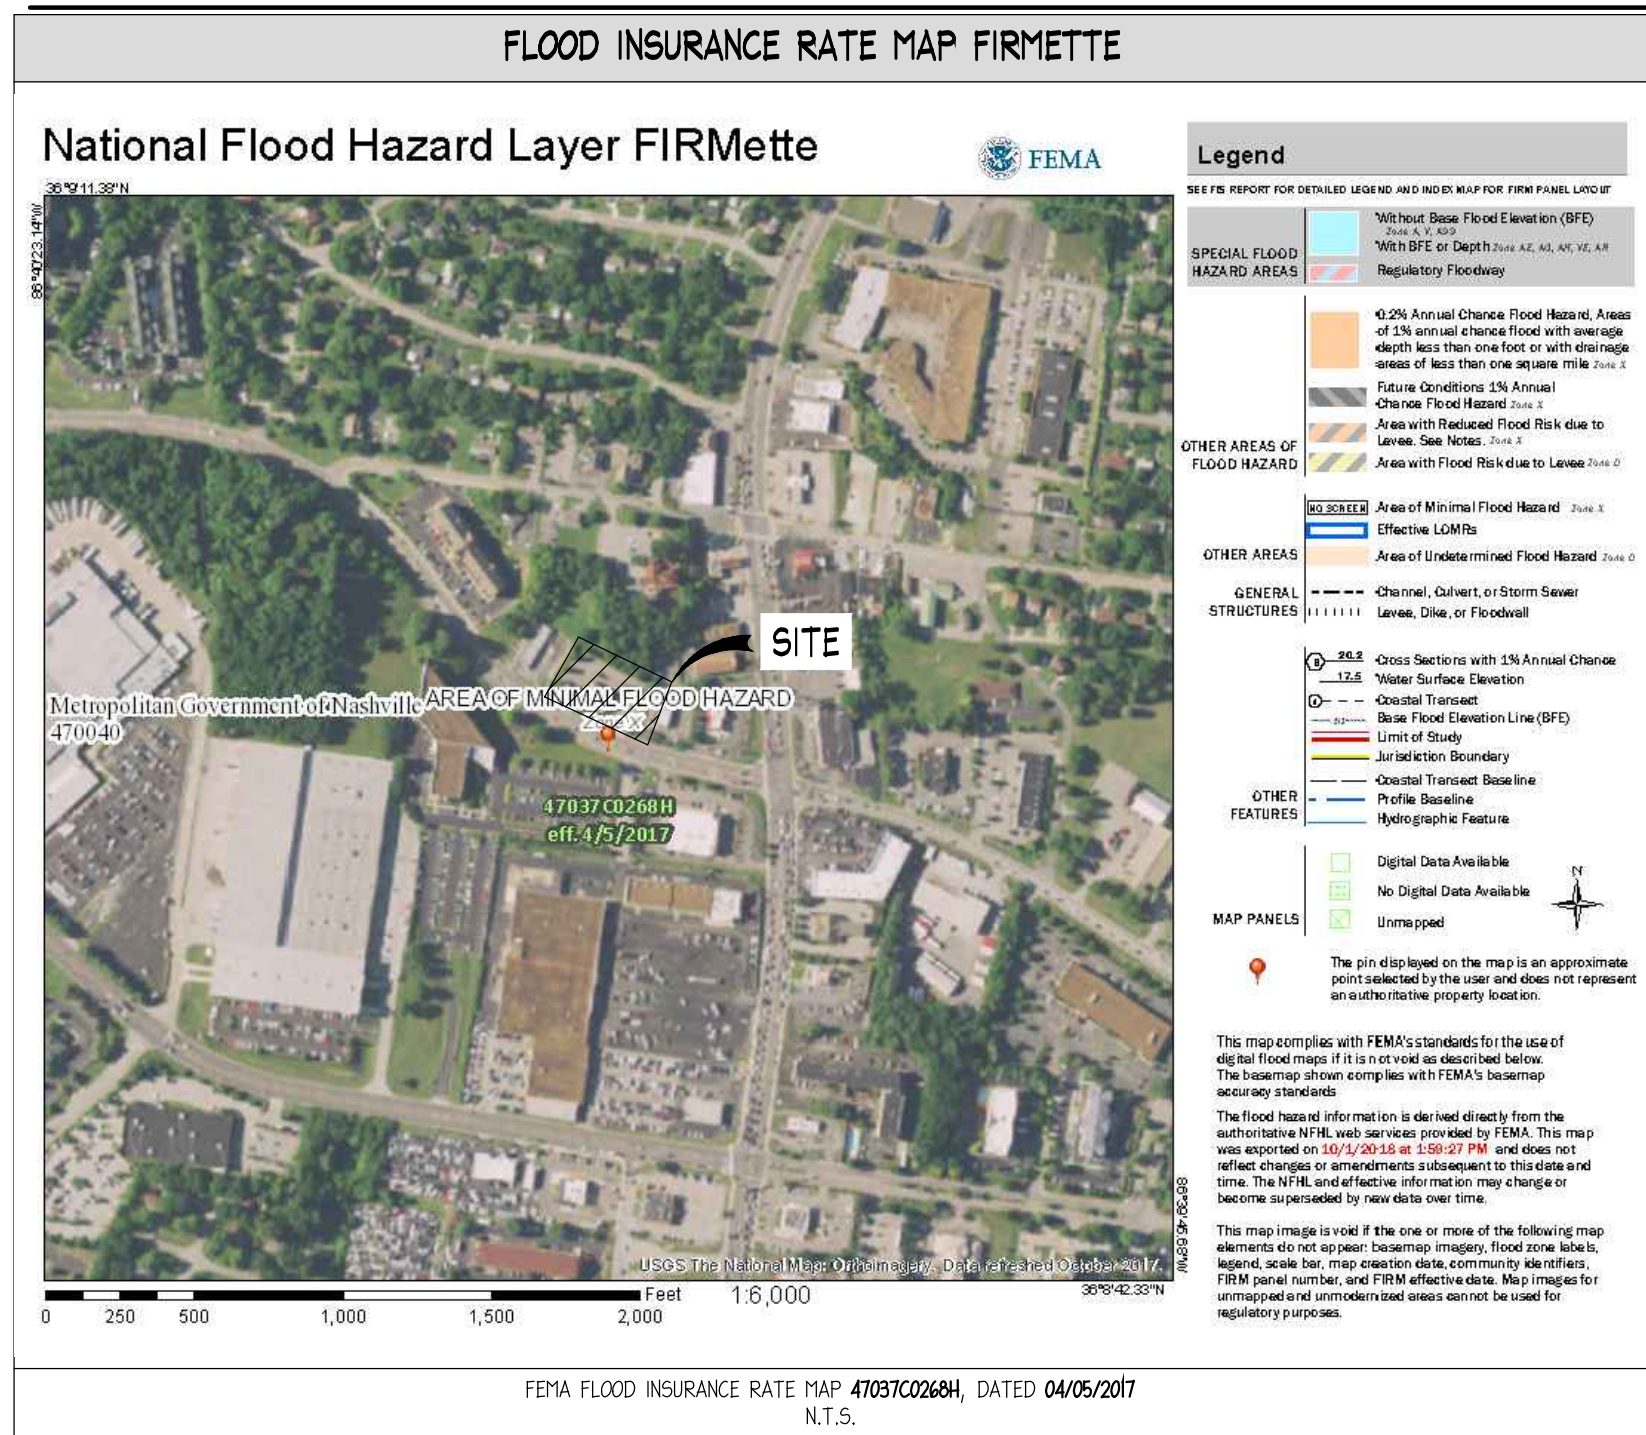 FLOOD INSURANCE RATE MAP FIRMETTE
National Flood Hazard Layer FIRMette
FEMA
36°9'11.38"N
86°40'23.14"W
SITE
Metropolitan Government of Nashville
470040
AREA OF MINIMAL FLOOD HAZARD
Zone X
47037C0268H
eff. 4/5/2017
USGS The National Map: Orthoimagery. Data refreshed October 2017.
86°39'45.68"W
36°8'42.33"N
Feet
1:6,000
0 250 500 1,000 1,500 2,000
Legend
SEE FIS REPORT FOR DETAILED LEGEND AND INDEX MAP FOR FIRM PANEL LAYOUT
SPECIAL FLOOD
HAZARD AREAS
Without Base Flood Elevation (BFE)
Zone A, V, A99
With BFE or Depth Zone AE, AO, AH, VE, AR
Regulatory Floodway
OTHER AREAS OF
FLOOD HAZARD
0.2% Annual Chance Flood Hazard, Areas
of 1% annual chance flood with average
depth less than one foot or with drainage
areas of less than one square mile Zone X
Future Conditions 1% Annual
Chance Flood Hazard Zone X
Area with Reduced Flood Risk due to
Levee. See Notes. Zone X
Area with Flood Risk due to Levee Zone D
OTHER AREAS
NO SCREEN Area of Minimal Flood Hazard Zone X
Effective LOMRs
Area of Undetermined Flood Hazard Zone D
GENERAL
STRUCTURES
Channel, Culvert, or Storm Sewer
Levee, Dike, or Floodwall
OTHER
FEATURES
B 20.2 Cross Sections with 1% Annual Chance
17.5 Water Surface Elevation
Coastal Transect
Base Flood Elevation Line (BFE)
Limit of Study
Jurisdiction Boundary
Coastal Transect Baseline
Profile Baseline
Hydrographic Feature
MAP PANELS
Digital Data Available
No Digital Data Available
Unmapped
N
The pin displayed on the map is an approximate
point selected by the user and does not represent
an authoritative property location.
This map complies with FEMA's standards for the use of
digital flood maps if it is not void as described below.
The basemap shown complies with FEMA's basemap
accuracy standards
The flood hazard information is derived directly from the
authoritative NFHL web services provided by FEMA. This map
was exported on 10/1/2018 at 1:59:27 PM and does not
reflect changes or amendments subsequent to this date and
time. The NFHL and effective information may change or
become superseded by new data over time.
This map image is void if the one or more of the following map
elements do not appear: basemap imagery, flood zone labels,
legend, scale bar, map creation date, community identifiers,
FIRM panel number, and FIRM effective date. Map images for
unmapped and unmodernized areas cannot be used for
regulatory purposes.
FEMA FLOOD INSURANCE RATE MAP 47037C0268H, DATED 04/05/2017
N.T.S.